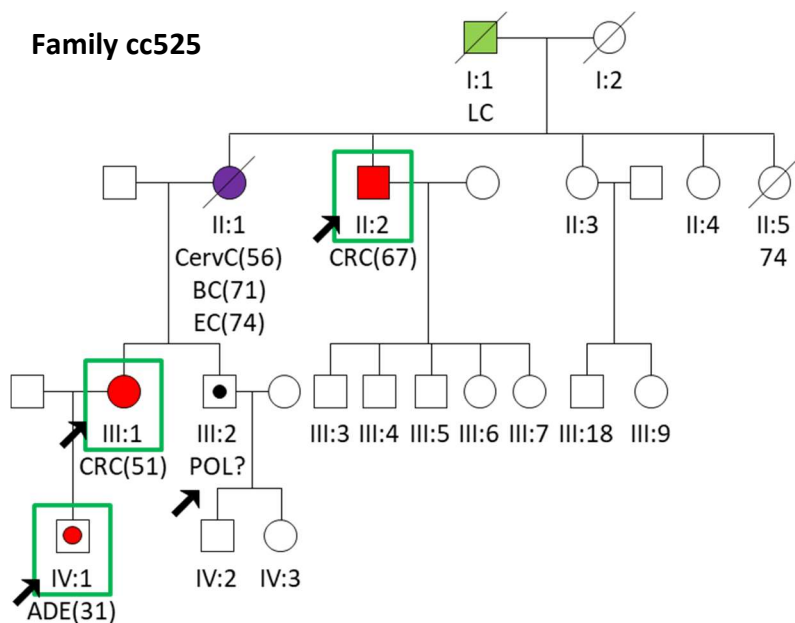 Family cc525
I:1
LC
I:2
II:1
CervC(56)
BC(71)
EC(74)
II:2
CRC(67)
II:3
II:4
II:5
74
III:1
CRC(51)
III:2
POL?
III:3
III:4
III:5
III:6
III:7
III:18
III:9
IV:1
ADE(31)
IV:2
IV:3